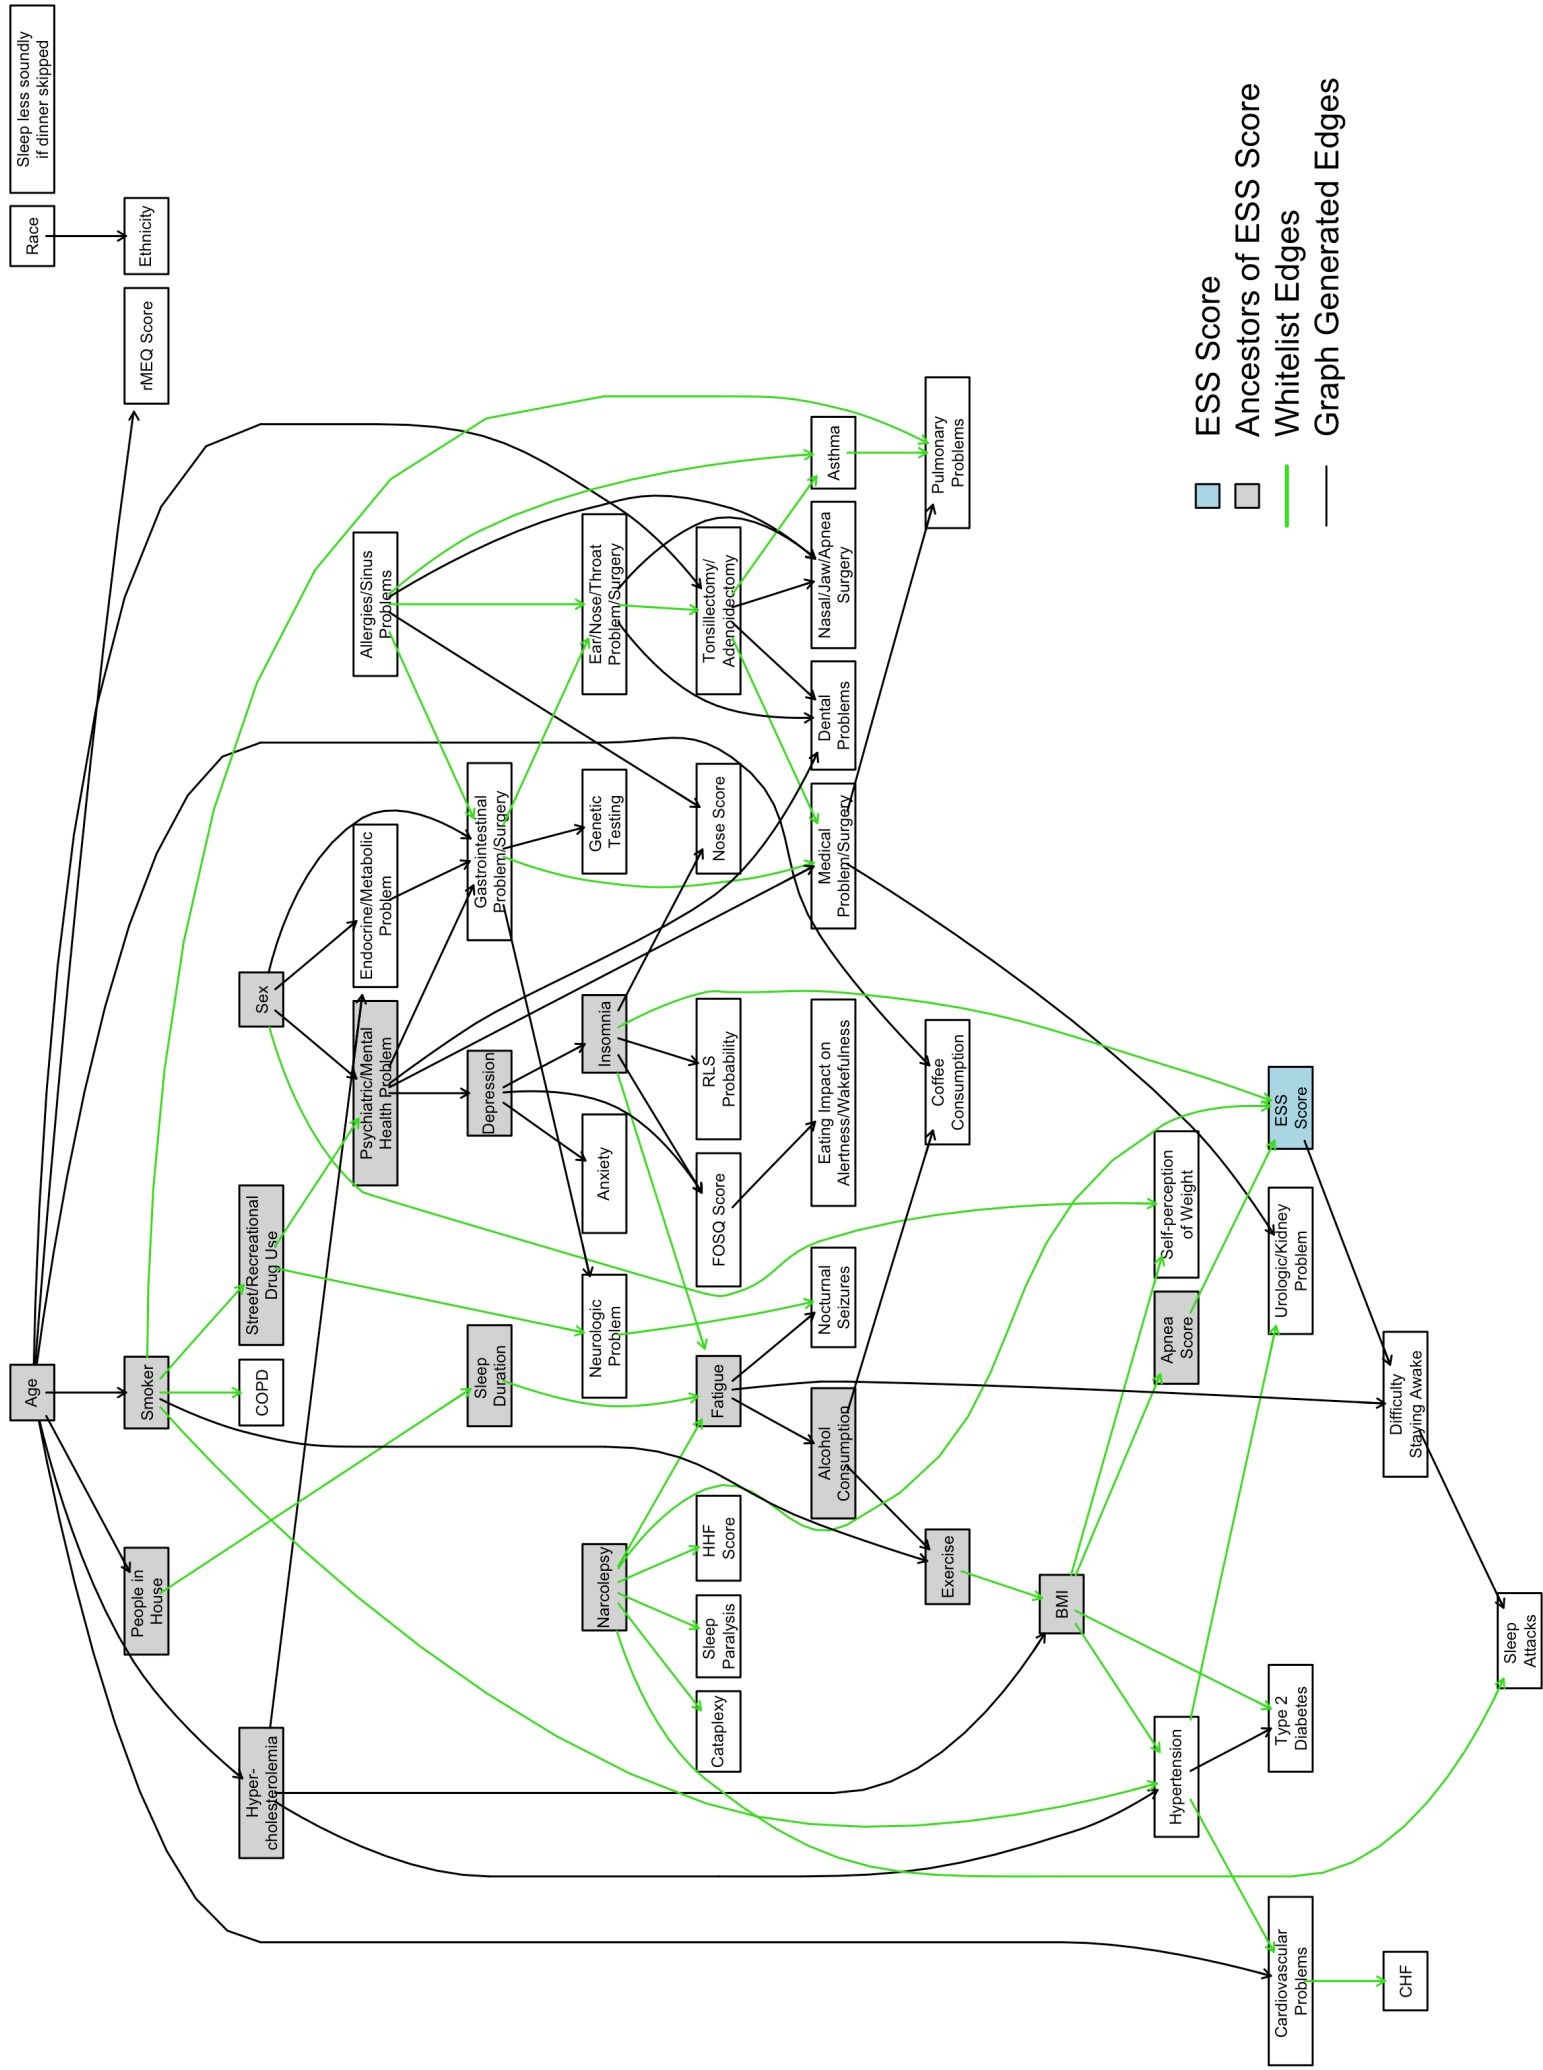 Sleep less soundly
if dinner skipped
Race
Age
Ethnicity
rMEQ Score
Smoker
People in
House
Sex
Street/Recreational
Drug Use
COPD
Hyper-
cholesterolemia
Allergies/Sinus
Problems
Endocrine/Metabolic
Problem
Psychiatric/Mental
Health Problem
Gastrointestinal
Problem/Surgery
Depression
Sleep
Duration
Ear/Nose/Throat
Problem/Surgery
Genetic
Testing
Insomnia
Anxiety
Neurologic
Problem
Narcolepsy
Tonsillectomy/
Adenoidectomy
Nose Score
RLS
Probability
FOSQ Score
Fatigue
HHF
Score
Sleep
Paralysis
Cataplexy
Asthma
Nasal/Jaw/Apnea
Surgery
Dental
Problems
Medical
Problem/Surgery
Eating Impact on
Alertness/Wakefulness
Nocturnal
Seizures
Alcohol
Consumption
Pulmonary
Problems
Coffee
Consumption
Exercise
BMI
Self-perception
of Weight
Apnea
Score
Hypertension
ESS
Score
Urologic/Kidney
Problem
Type 2
Diabetes
Cardiovascular
Problems
Difficulty
Staying Awake
CHF
Sleep
Attacks
ESS Score
Ancestors of ESS Score
Whitelist Edges
Graph Generated Edges